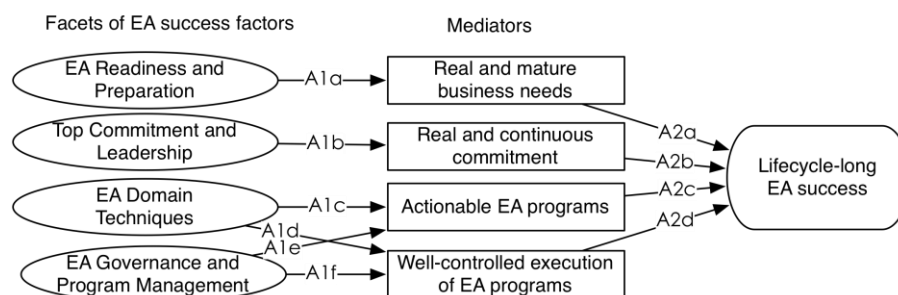 Facets of EA success factors
Mediators
EA Readiness and
Preparation
A1a
Real and mature
business needs
A2a
Top Commitment and
Leadership
A1b
Real and continuous
commitment
A2b
Lifecycle-long
EA success
EA Domain
Techniques
A1c
Actionable EA programs
A2c
A1d
A1e
EA Governance and
Program Management
A1f
Well-controlled execution
of EA programs
A2d